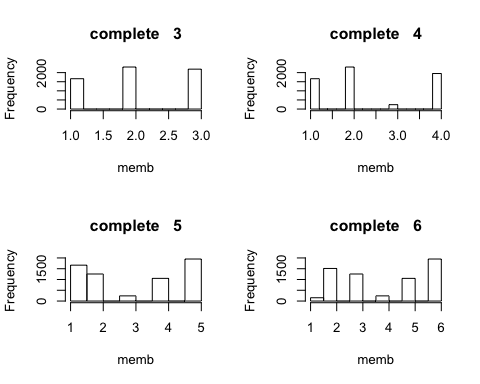 complete 3
Frequency
0 2000
1.0 1.5 2.0 2.5 3.0
memb
complete 4
Frequency
0 2000
1.0 2.0 3.0 4.0
memb
complete 5
Frequency
0 1500
1 2 3 4 5
memb
complete 6
Frequency
0 1500
1 2 3 4 5 6
memb